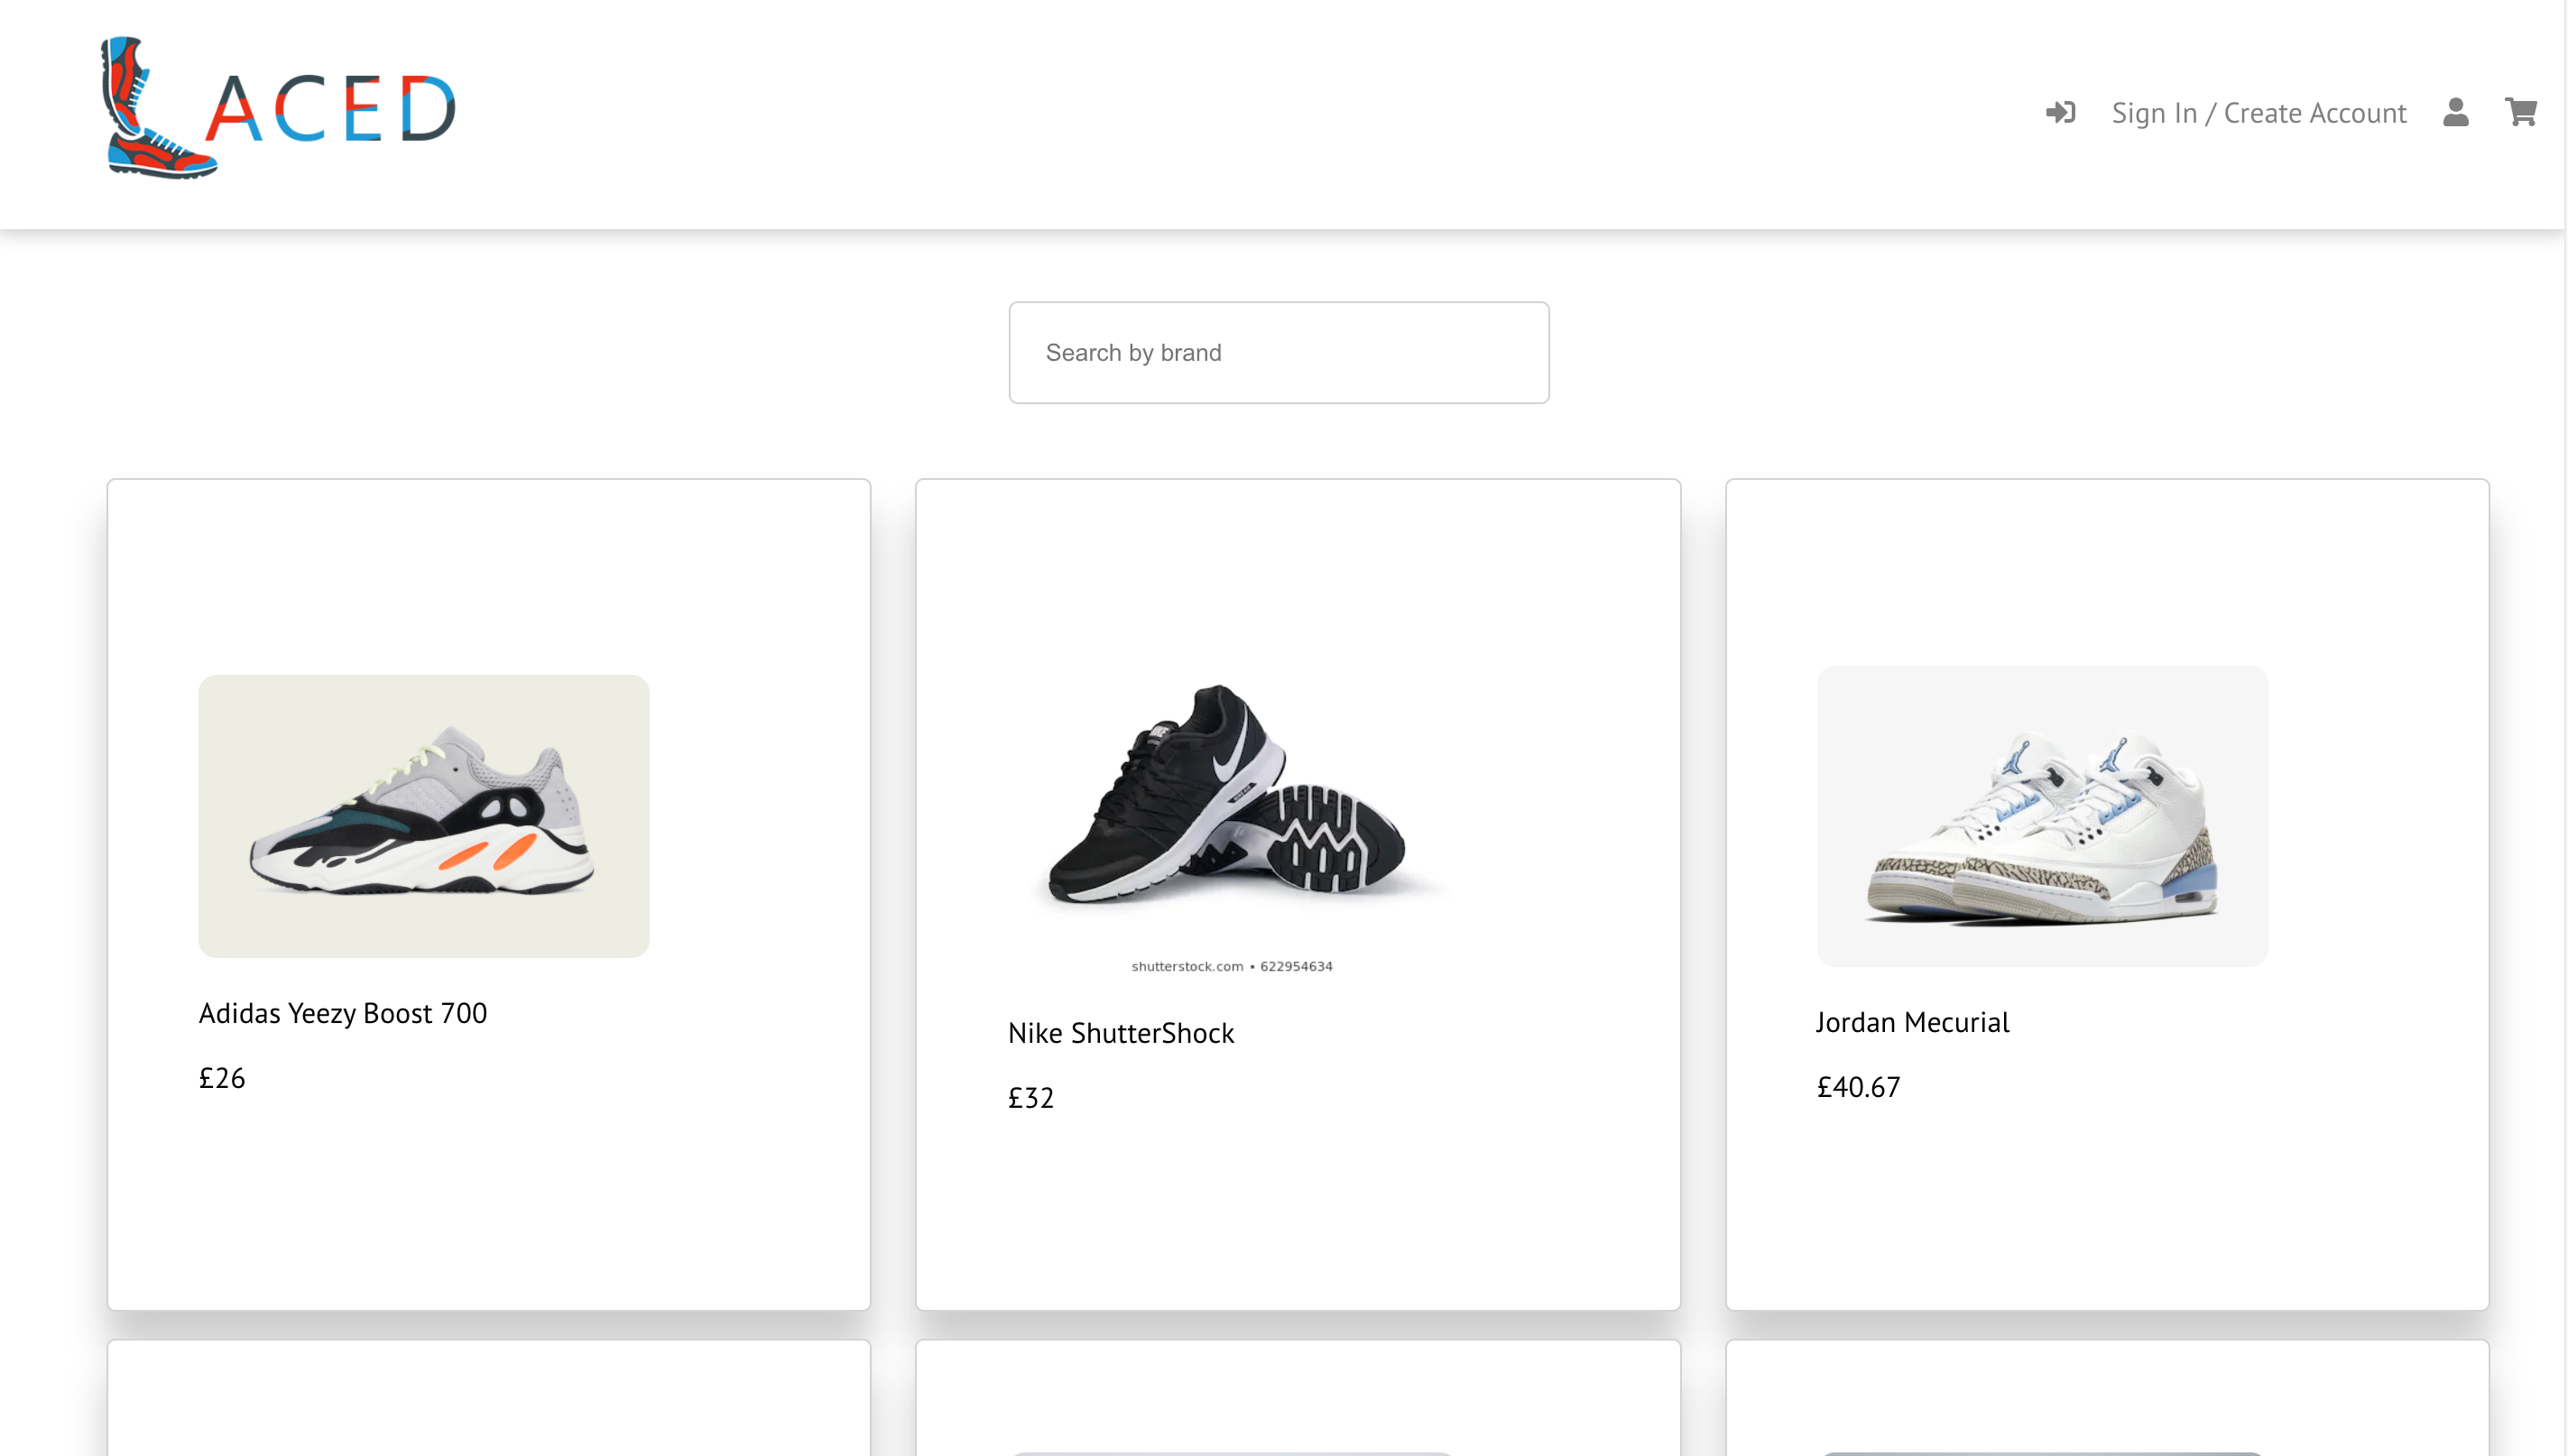 LACED
Sign In / Create Account
Search by brand
Adidas Yeezy Boost 700
£26
shutterstock.com • 622954634
Nike ShutterShock
£32
Jordan Mecurial
£40.67